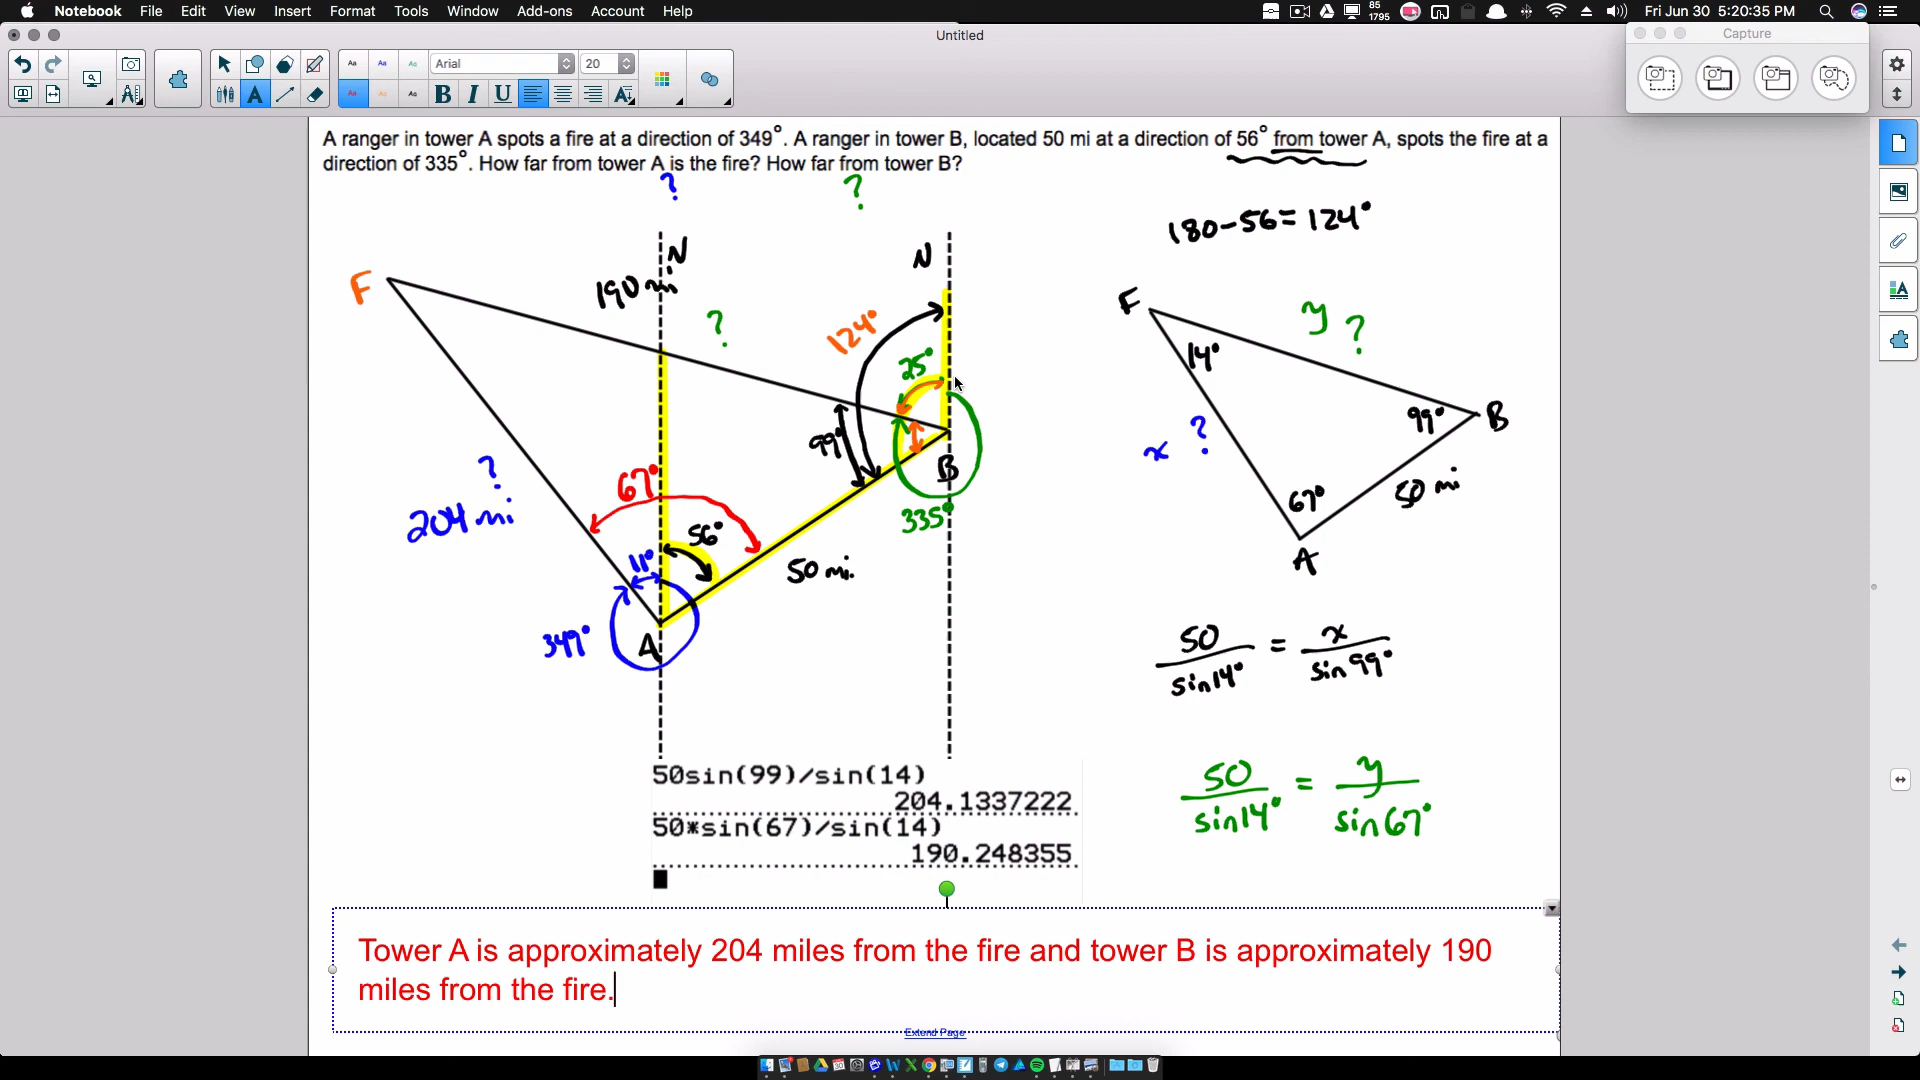 Notebook File Edit View Insert Format Tools Window Add-ons Account Help
85
1795
Fri Jun 30 5:20:35 PM
Untitled
Capture
Arial
20
B I U
A ranger in tower A spots a fire at a direction of 349°. A ranger in tower B, located 50 mi at a direction of 56° from tower A, spots the fire at a
direction of 335°. How far from tower A is the fire? How far from tower B?
? ?
180-56=124°
N N
F
190 mi
?
124°
25°
99°
B
335°
?
204 mi
67°
56°
11°
50 mi.
349°
A
F
y ?
14°
99° B
x ?
67°
50 mi
A
50/sin14° = x/sin99°
50/sin14° = y/sin67°
50sin(99)/sin(14)
204.1337222
50*sin(67)/sin(14)
190.248355
Tower A is approximately 204 miles from the fire and tower B is approximately 190
miles from the fire.
Extend Page